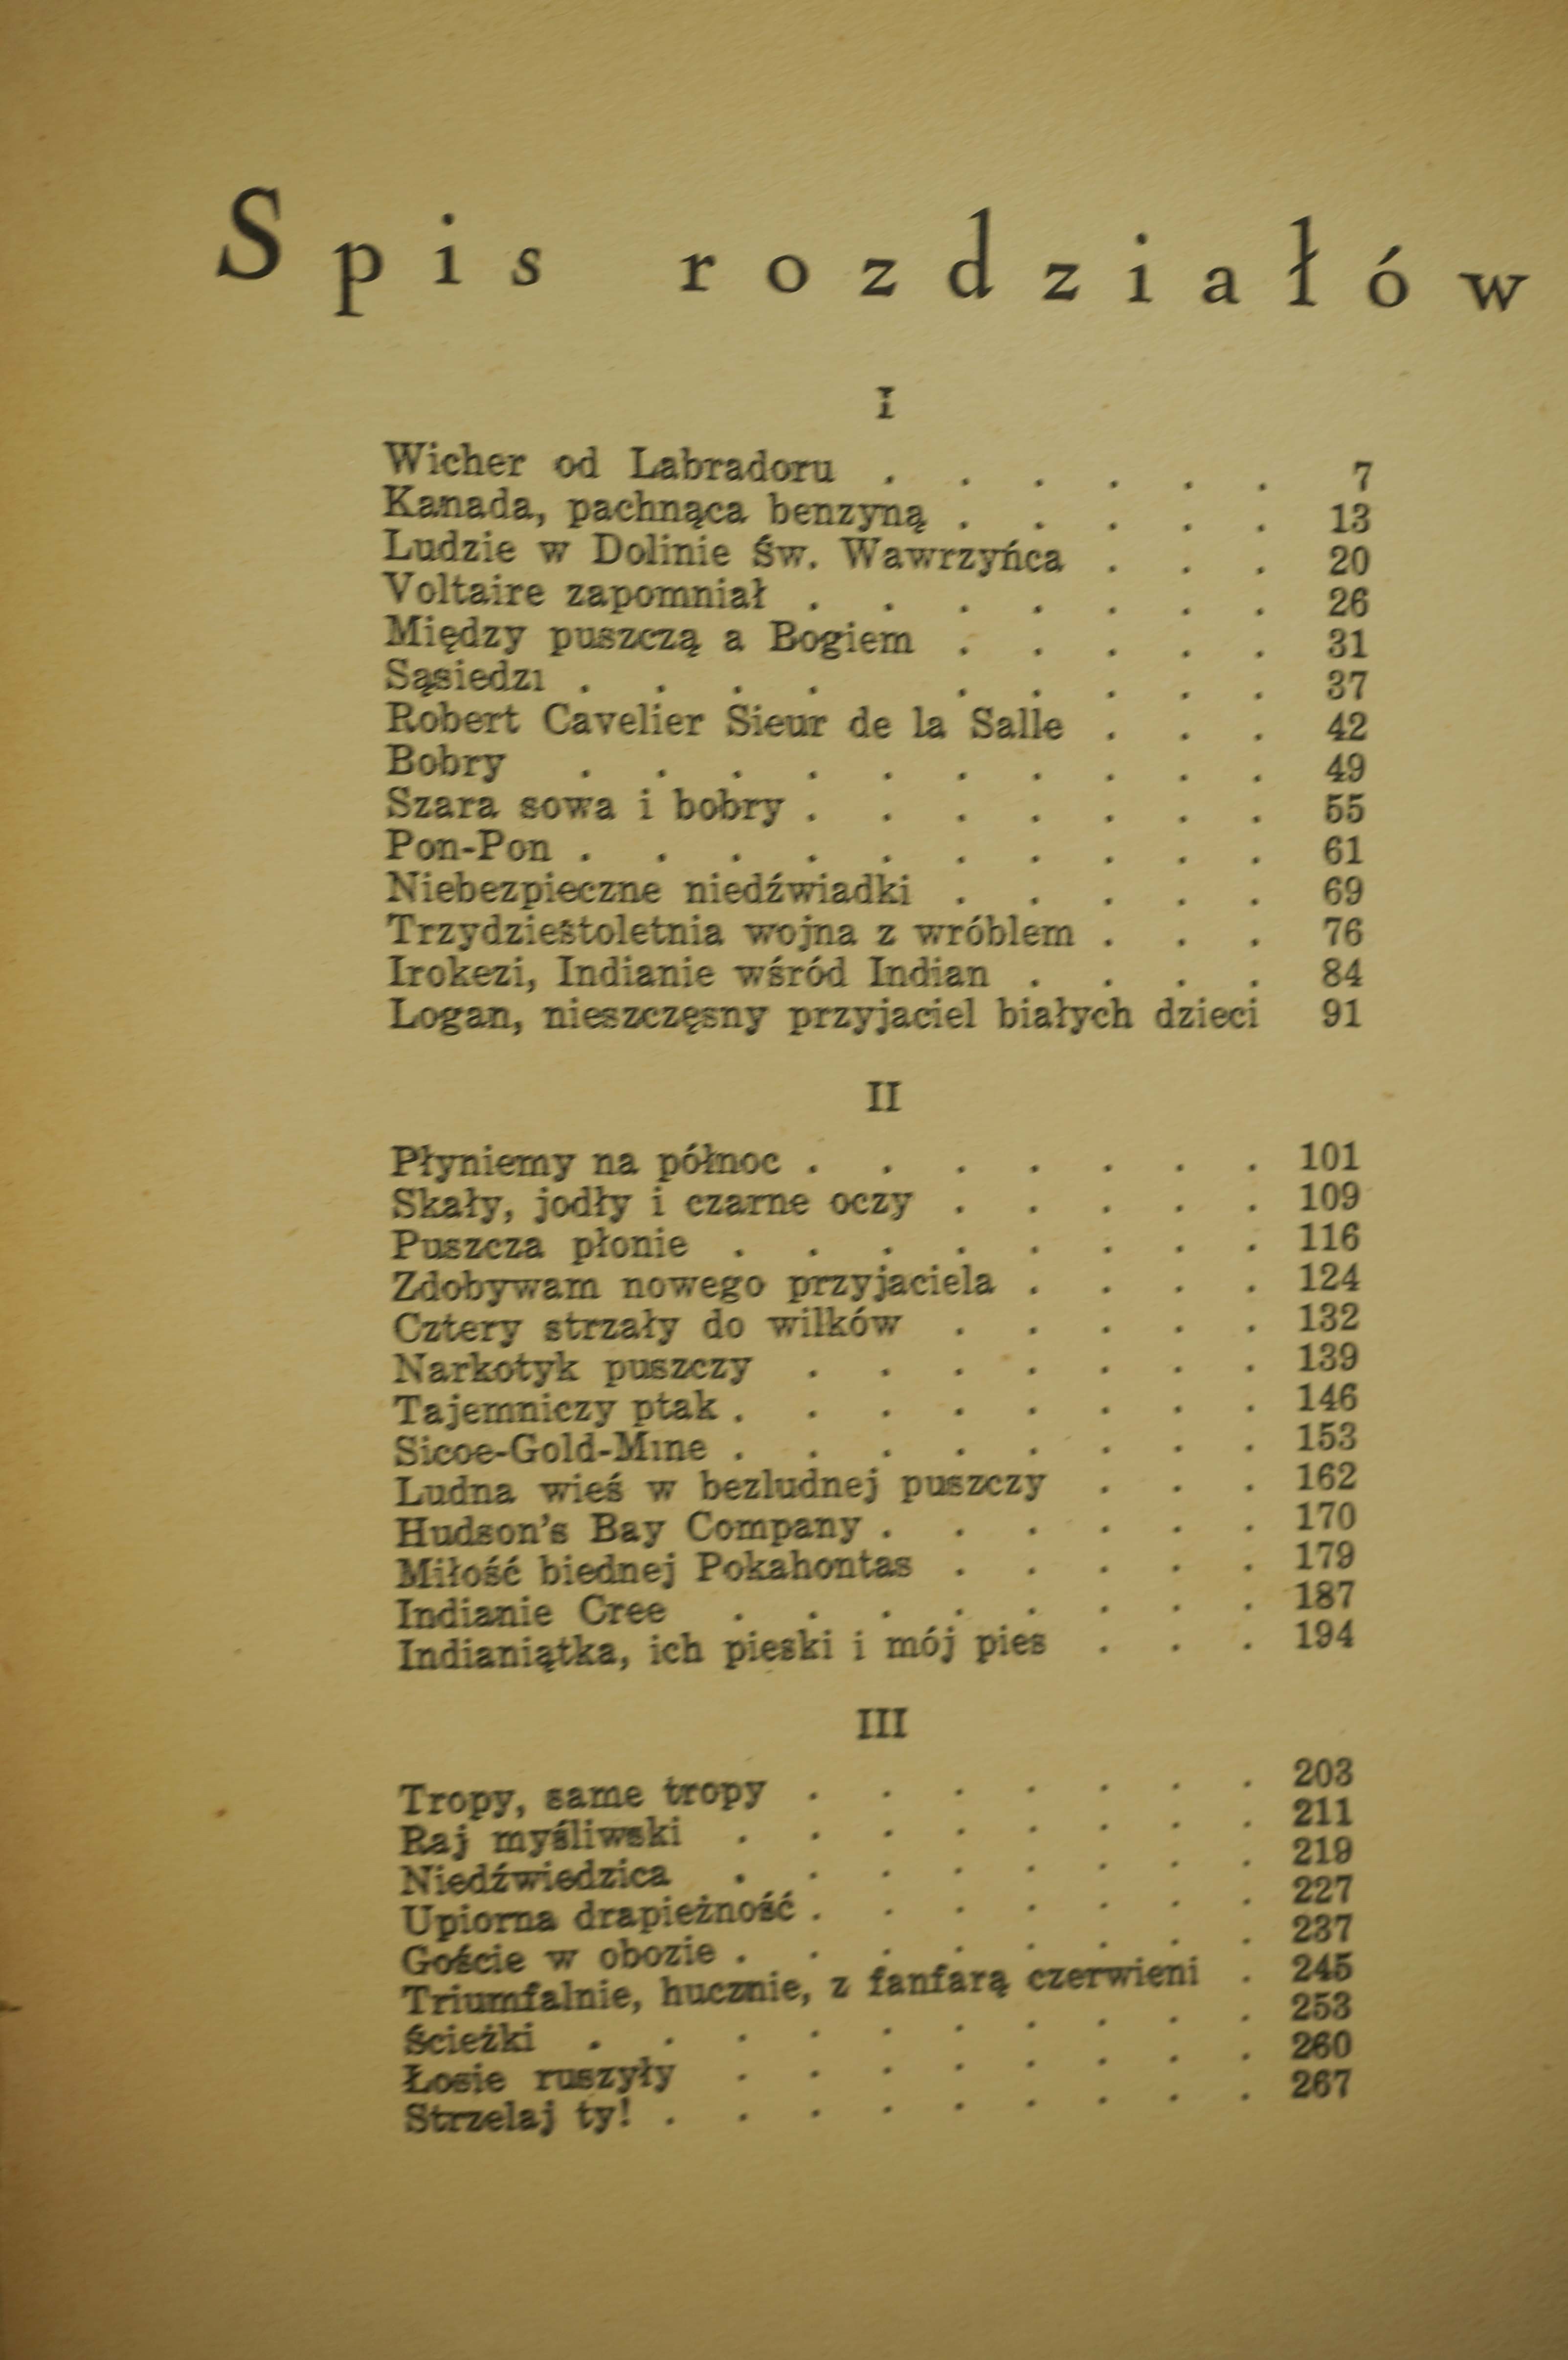 Spis rozdziałów
I
Wicher od Labradoru . . . . . . 7
Kanada, pachnąca benzyną . . . . . 13
Ludzie w Dolinie Św. Wawrzyńca . . . 20
Voltaire zapomniał . . . . . . . 26
Między puszczą a Bogiem . . . . . 31
Sąsiedzi . . . . . . . . . 37
Robert Cavelier Sieur de la Salle . . . 42
Bobry . . . . . . . . . . 49
Szara sowa i bobry . . . . . . . 55
Pon-Pon . . . . . . . . . . 61
Niebezpieczne niedźwiadki . . . . . 69
Trzydziestoletnia wojna z wróblem . . . 76
Irokezi, Indianie wśród Indian . . . . 84
Logan, nieszczęsny przyjaciel białych dzieci 91
II
Płyniemy na północ . . . . . . . 101
Skały, jodły i czarne oczy . . . . . 109
Puszcza płonie . . . . . . . . 116
Zdobywam nowego przyjaciela . . . . 124
Cztery strzały do wilków . . . . . 132
Narkotyk puszczy . . . . . . . 139
Tajemniczy ptak . . . . . . . . 146
Sicoe-Gold-Mine . . . . . . . . 153
Ludna wieś w bezludnej puszczy . . . 162
Hudson's Bay Company . . . . . . 170
Miłość biednej Pokahontas . . . . . 179
Indianie Cree . . . . . . . . 187
Indianiątka, ich pieski i mój pies . . . 194
III
Tropy, same tropy . . . . . . . 203
Raj myśliwski . . . . . . . . 211
Niedźwiedzica . . . . . . . . 219
Upiorna drapieżność . . . . . . . 227
Goście w obozie . . . . . . . . 237
Triumfalnie, hucznie, z fanfarą czerwieni . 245
Ścieżki . . . . . . . . . . 253
Łosie ruszyły . . . . . . . . 260
Strzelaj ty! . . . . . . . . . 267